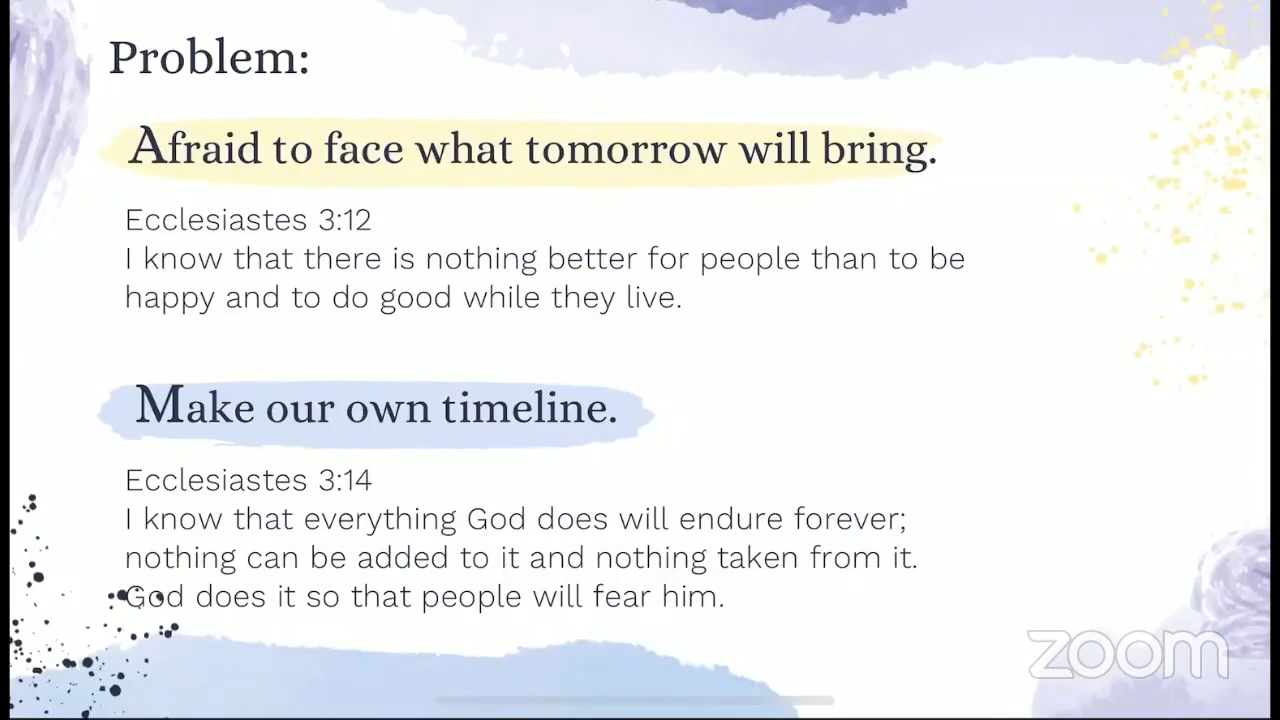 Problem:
Afraid to face what tomorrow will bring.
Ecclesiastes 3:12
I know that there is nothing better for people than to be
happy and to do good while they live.
Make our own timeline.
Ecclesiastes 3:14
I know that everything God does will endure forever;
nothing can be added to it and nothing taken from it.
God does it so that people will fear him.
zoom